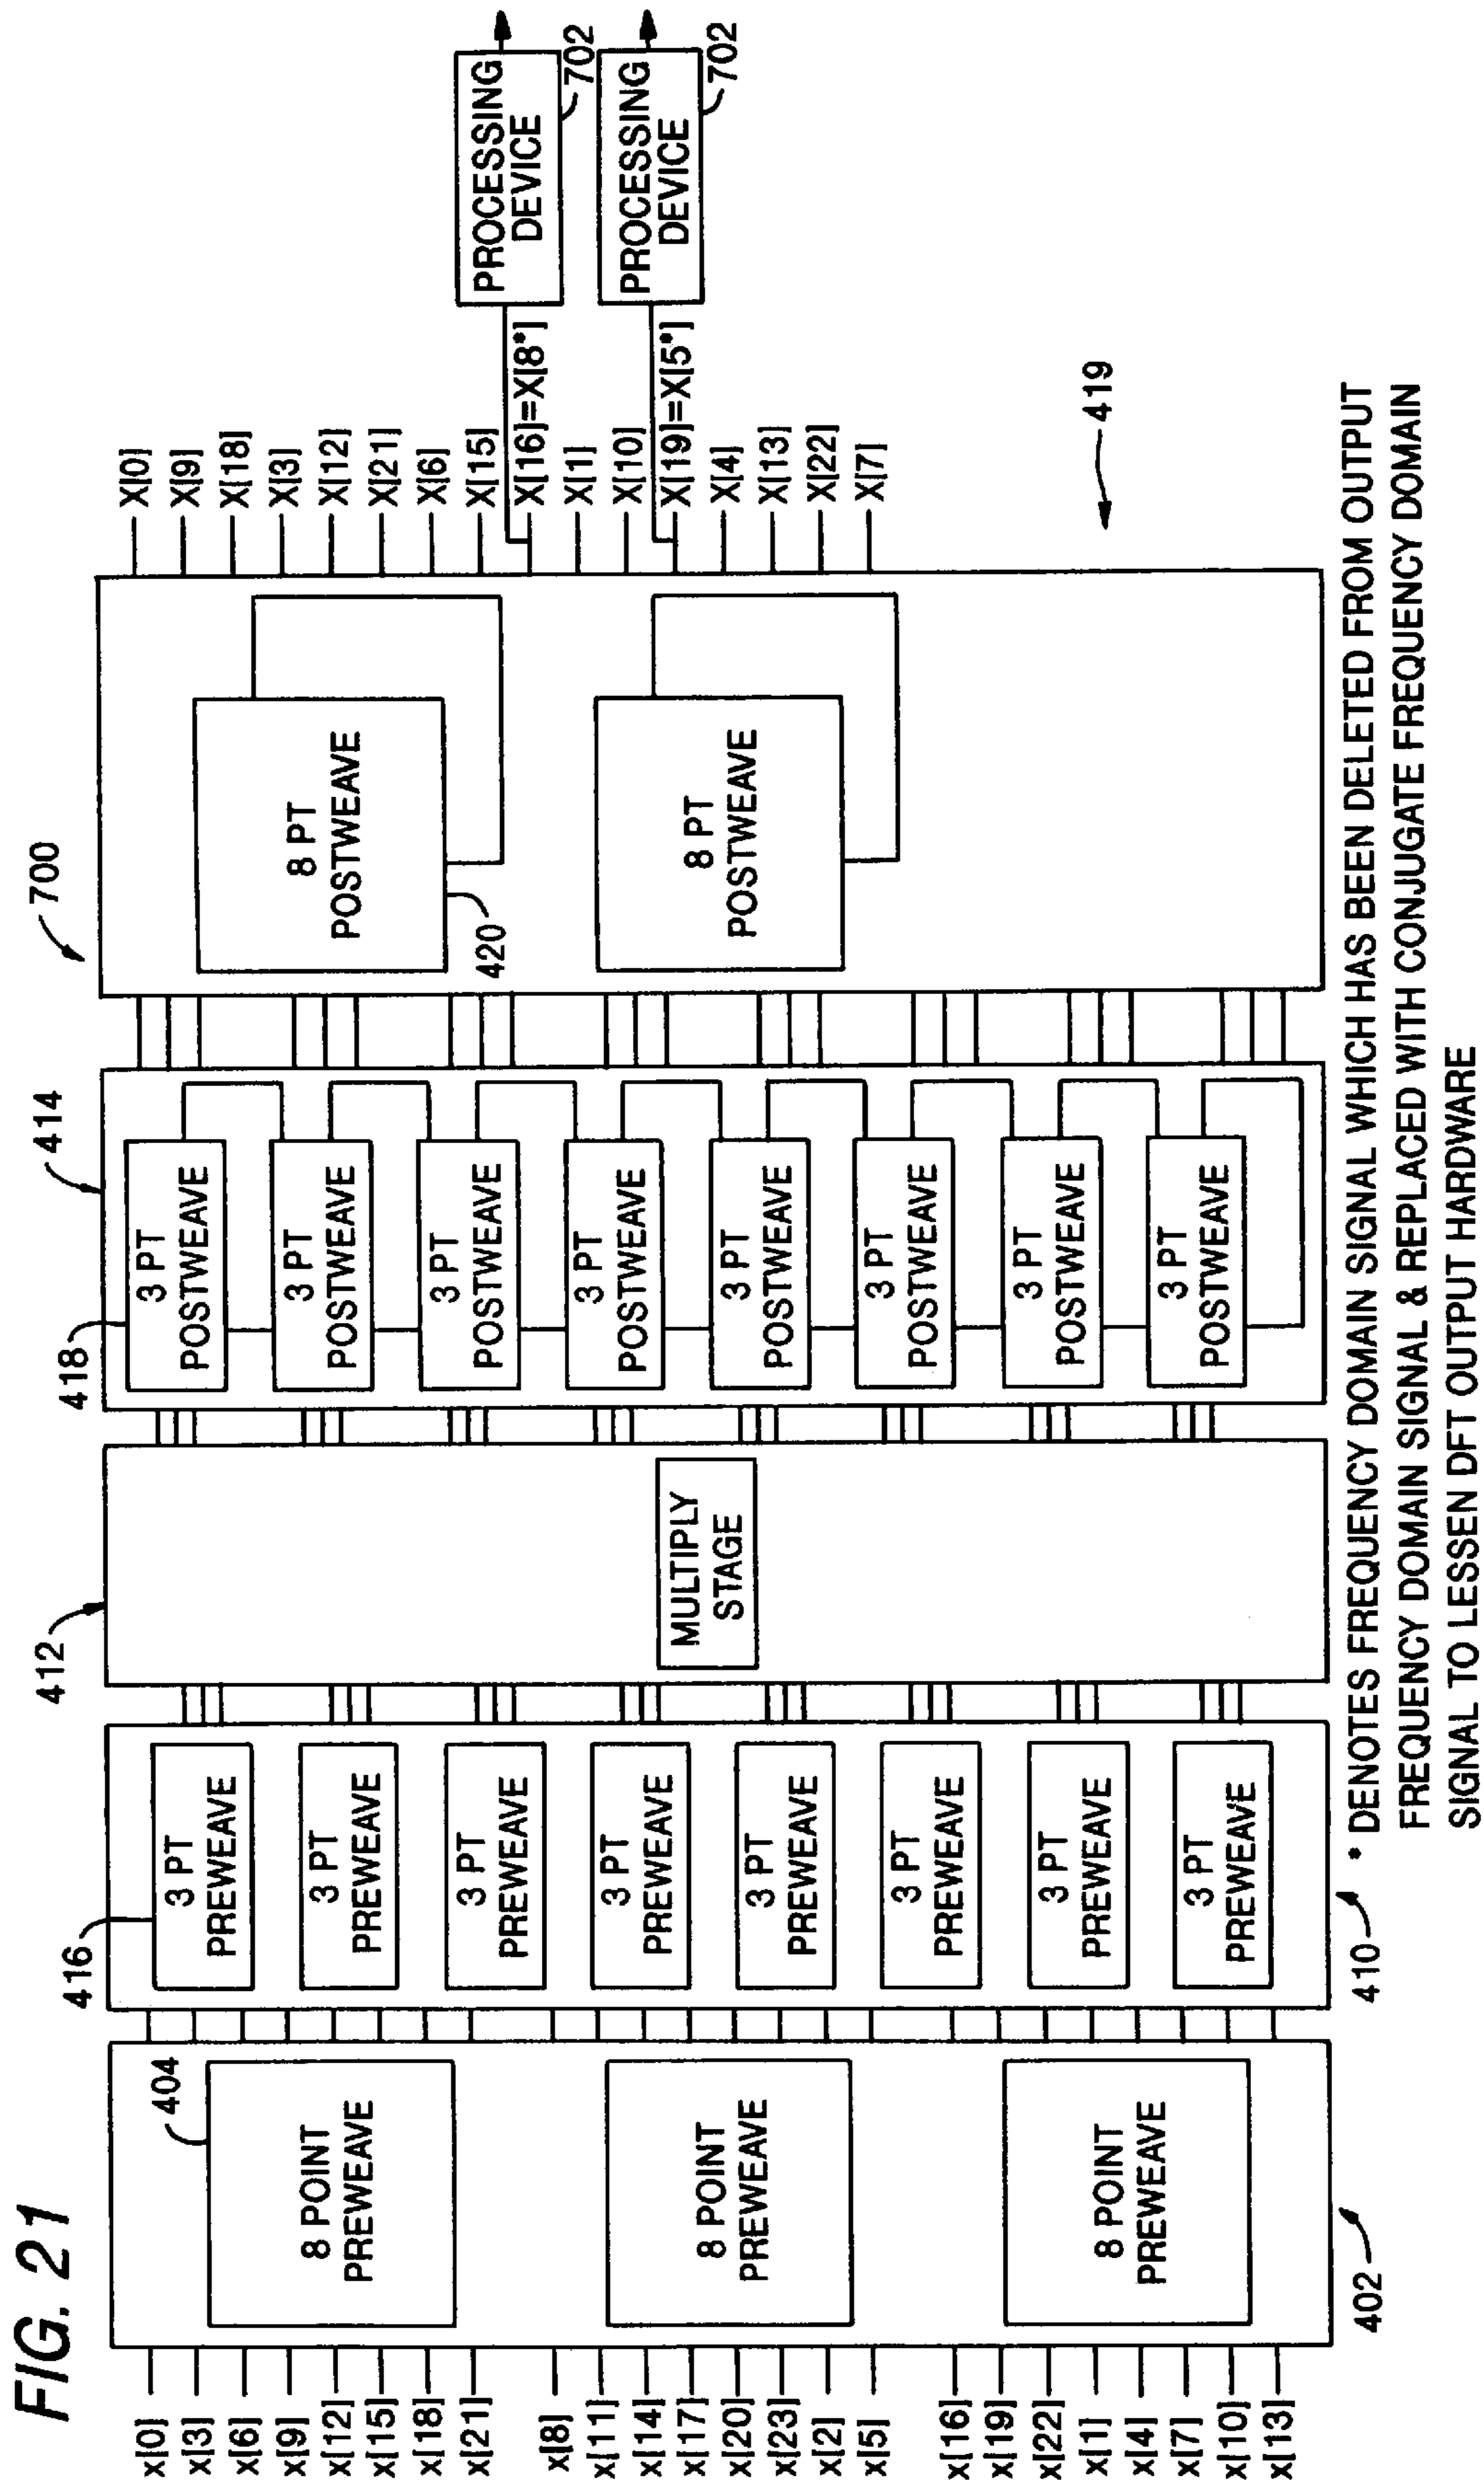 FIG. 21
x[0]
x[3]
x[6]
x[9]
x[12]
x[15]
x[18]
x[21]
x[8]
x[11]
x[14]
x[17]
x[20]
x[23]
x[2]
x[5]
x[16]
x[19]
x[22]
x[1]
x[4]
x[7]
x[10]
x[13]
404
8 POINT
PREWEAVE
8 POINT
PREWEAVE
8 POINT
PREWEAVE
402
416
3 PT
PREWEAVE
3 PT
PREWEAVE
3 PT
PREWEAVE
3 PT
PREWEAVE
3 PT
PREWEAVE
3 PT
PREWEAVE
3 PT
PREWEAVE
3 PT
PREWEAVE
410
412
MULTIPLY
STAGE
418
414
3 PT
POSTWEAVE
3 PT
POSTWEAVE
3 PT
POSTWEAVE
3 PT
POSTWEAVE
3 PT
POSTWEAVE
3 PT
POSTWEAVE
3 PT
POSTWEAVE
3 PT
POSTWEAVE
700
8 PT
POSTWEAVE
420
8 PT
POSTWEAVE
X[0]
X[9]
X[18]
X[3]
X[12]
X[21]
X[6]
X[15]
X[16]=X[8*]
X[1]
X[10]
X[19]=X[5*]
X[4]
X[13]
X[22]
X[7]
419
PROCESSING
DEVICE
702
PROCESSING
DEVICE
702
* DENOTES FREQUENCY DOMAIN SIGNAL WHICH HAS BEEN DELETED FROM OUTPUT
FREQUENCY DOMAIN SIGNAL & REPLACED WITH CONJUGATE FREQUENCY DOMAIN
SIGNAL TO LESSEN DFT OUTPUT HARDWARE